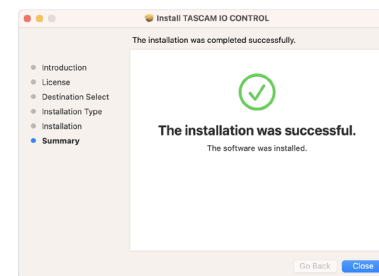 Install TASCAM IO CONTROL
The installation was completed successfully.
Introduction
License
Destination Select
Installation Type
Installation
Summary
The installation was successful.
The software was installed.
Go Back
Close